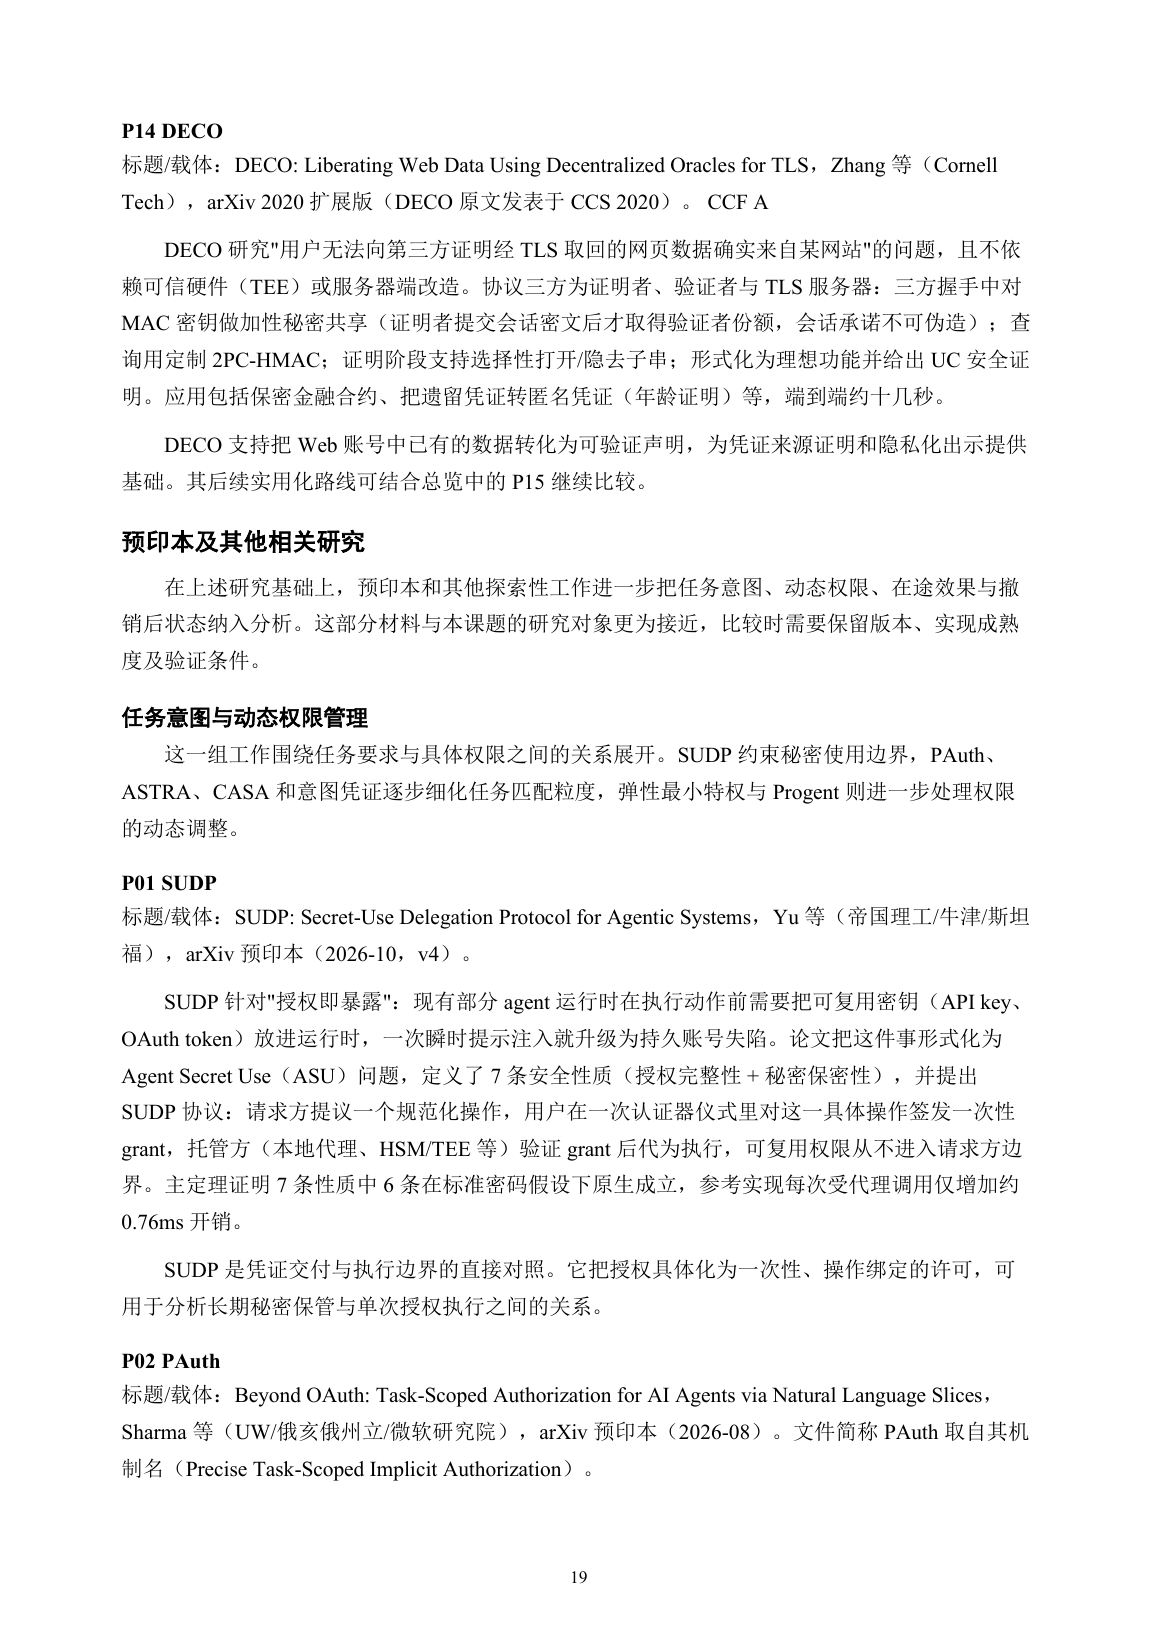 P14 DECO
标题/载体：DECO: Liberating Web Data Using Decentralized Oracles for TLS，Zhang 等（Cornell
Tech），arXiv 2020 扩展版（DECO 原文发表于 CCS 2020）。 CCF A
DECO 研究"用户无法向第三方证明经 TLS 取回的网页数据确实来自某网站"的问题，且不依
赖可信硬件（TEE）或服务器端改造。协议三方为证明者、验证者与 TLS 服务器：三方握手中对
MAC 密钥做加性秘密共享（证明者提交会话密文后才取得验证者份额，会话承诺不可伪造）；查
询用定制 2PC-HMAC；证明阶段支持选择性打开/隐去子串；形式化为理想功能并给出 UC 安全证
明。应用包括保密金融合约、把遗留凭证转匿名凭证（年龄证明）等，端到端约十几秒。
DECO 支持把 Web 账号中已有的数据转化为可验证声明，为凭证来源证明和隐私化出示提供
基础。其后续实用化路线可结合总览中的 P15 继续比较。
预印本及其他相关研究
在上述研究基础上，预印本和其他探索性工作进一步把任务意图、动态权限、在途效果与撤
销后状态纳入分析。这部分材料与本课题的研究对象更为接近，比较时需要保留版本、实现成熟
度及验证条件。
任务意图与动态权限管理
这一组工作围绕任务要求与具体权限之间的关系展开。SUDP 约束秘密使用边界，PAuth、
ASTRA、CASA 和意图凭证逐步细化任务匹配粒度，弹性最小特权与 Progent 则进一步处理权限
的动态调整。
P01 SUDP
标题/载体：SUDP: Secret-Use Delegation Protocol for Agentic Systems，Yu 等（帝国理工/牛津/斯坦
福），arXiv 预印本（2026-10，v4）。
SUDP 针对"授权即暴露"：现有部分 agent 运行时在执行动作前需要把可复用密钥（API key、
OAuth token）放进运行时，一次瞬时提示注入就升级为持久账号失陷。论文把这件事形式化为
Agent Secret Use（ASU）问题，定义了 7 条安全性质（授权完整性 + 秘密保密性），并提出
SUDP 协议：请求方提议一个规范化操作，用户在一次认证器仪式里对这一具体操作签发一次性
grant，托管方（本地代理、HSM/TEE 等）验证 grant 后代为执行，可复用权限从不进入请求方边
界。主定理证明 7 条性质中 6 条在标准密码假设下原生成立，参考实现每次受代理调用仅增加约
0.76ms 开销。
SUDP 是凭证交付与执行边界的直接对照。它把授权具体化为一次性、操作绑定的许可，可
用于分析长期秘密保管与单次授权执行之间的关系。
P02 PAuth
标题/载体：Beyond OAuth: Task-Scoped Authorization for AI Agents via Natural Language Slices，
Sharma 等（UW/俄亥俄州立/微软研究院），arXiv 预印本（2026-08）。文件简称 PAuth 取自其机
制名（Precise Task-Scoped Implicit Authorization）。
19